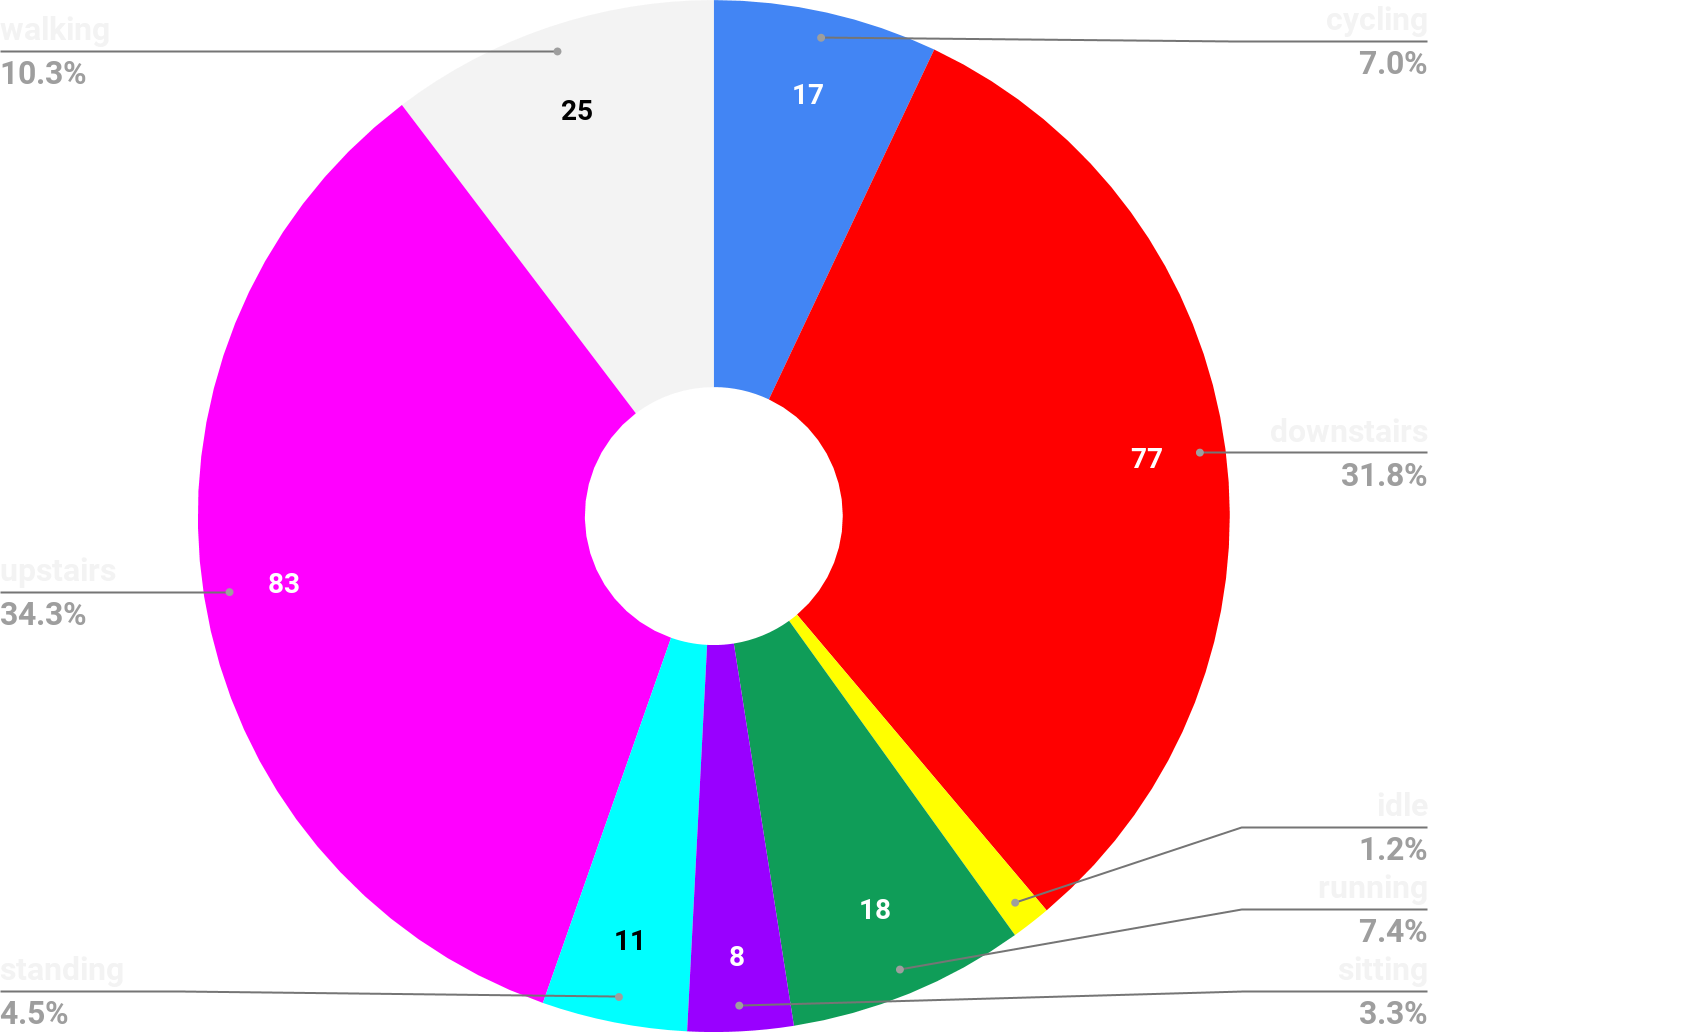 walking
10.3%
cycling
7.0%
17
25
downstairs
31.8%
77
upstairs
34.3%
83
idle
1.2%
running
7.4%
18
11
8
standing
4.5%
sitting
3.3%